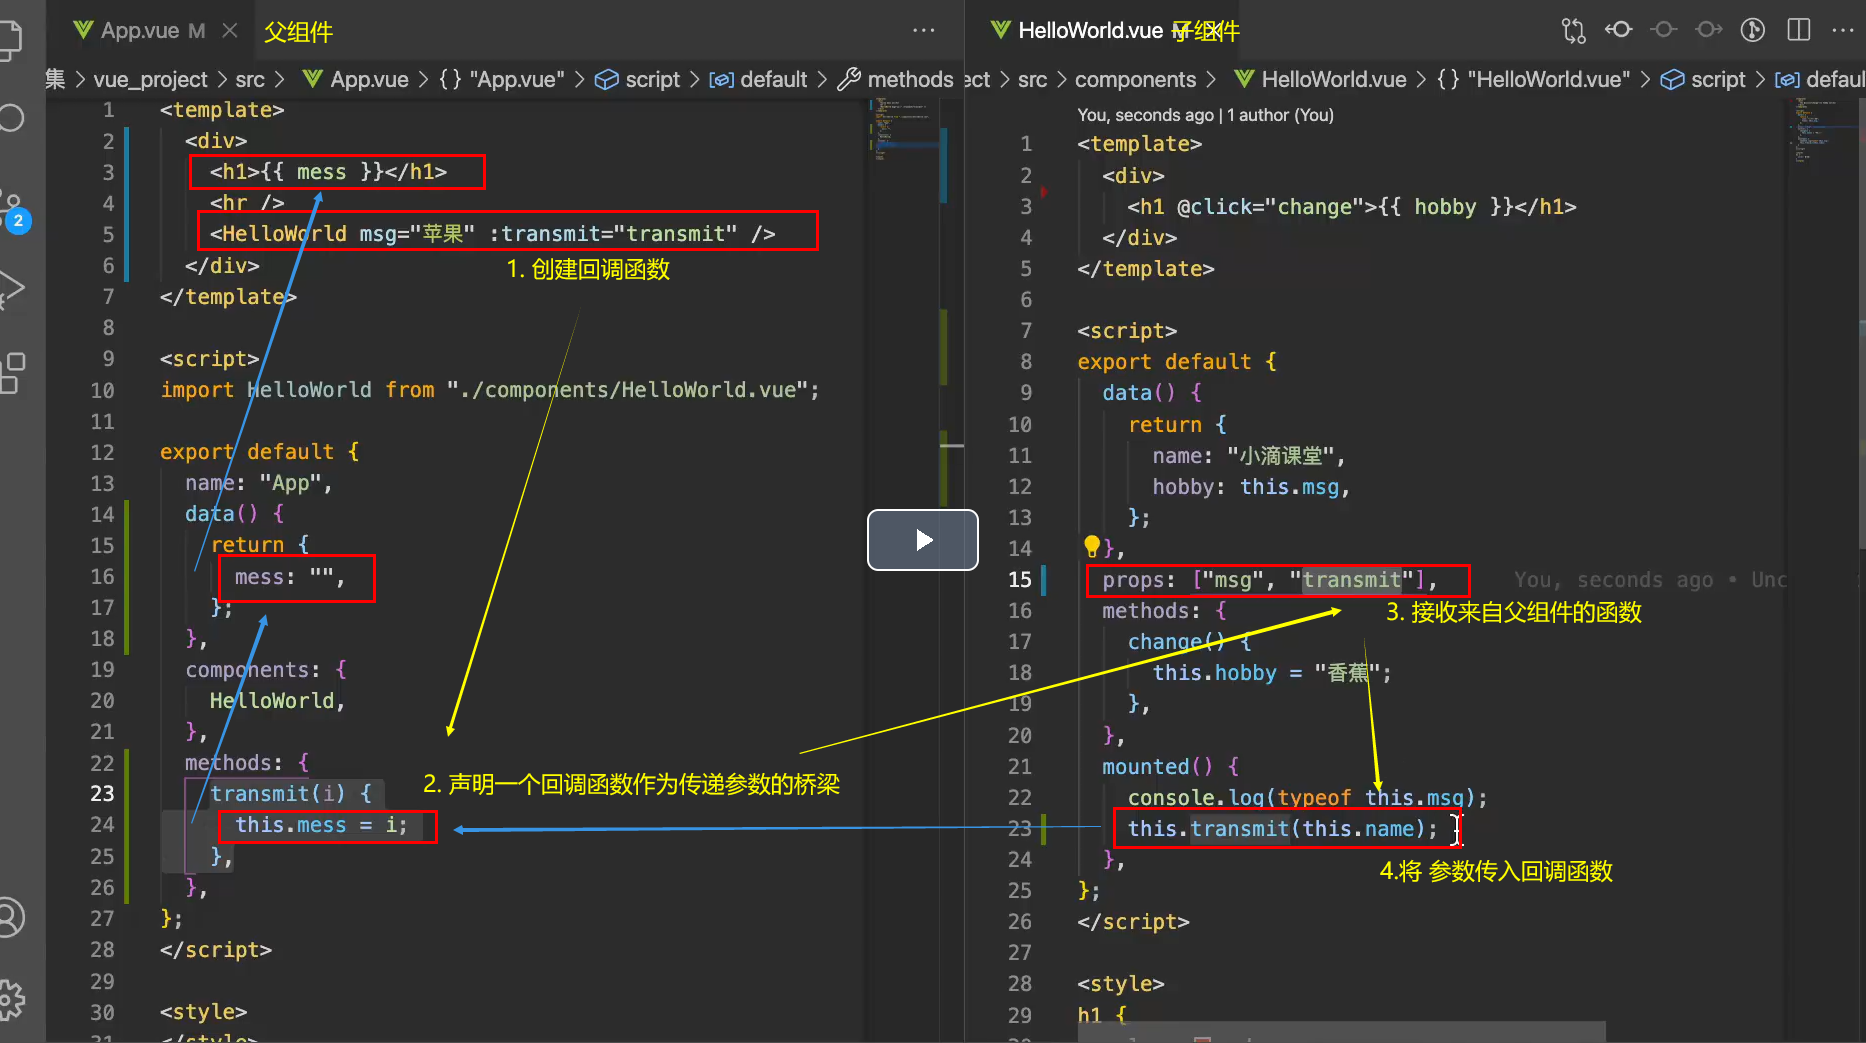 App.vue M
父组件
集 > vue_project > src > App.vue > {} "App.vue" > script > default > methods
1 <template>
2 <div>
3 <h1>{{ mess }}</h1>
4 <hr />
5 <HelloWorld msg="苹果" :transmit="transmit" />
6 </div>
1. 创建回调函数
7 </template>
8
9 <script>
10 import HelloWorld from "./components/HelloWorld.vue";
11
12 export default {
13 name: "App",
14 data() {
15 return {
16 mess: "",
17 };
18 },
19 components: {
20 HelloWorld,
21 },
22 methods: {
2. 声明一个回调函数作为传递参数的桥梁
23 transmit(i) {
24 this.mess = i;
25 },
26 },
27 };
28 </script>
29
30 <style>
31 </style>
2
HelloWorld.vue M
子组件
ect > src > components > HelloWorld.vue > {} "HelloWorld.vue" > script > defaul
You, seconds ago | 1 author (You)
1 <template>
2 <div>
3 <h1 @click="change">{{ hobby }}</h1>
4 </div>
5 </template>
6
7 <script>
8 export default {
9 data() {
10 return {
11 name: "小滴课堂",
12 hobby: this.msg,
13 };
14 },
15 props: ["msg", "transmit"], You, seconds ago • Unc
3. 接收来自父组件的函数
16 methods: {
17 change() {
18 this.hobby = "香蕉";
19 },
20 },
21 mounted() {
22 console.log(typeof this.msg);
23 this.transmit(this.name);
4.将 参数传入回调函数
24 },
25 };
26 </script>
27
28 <style>
29 h1 {